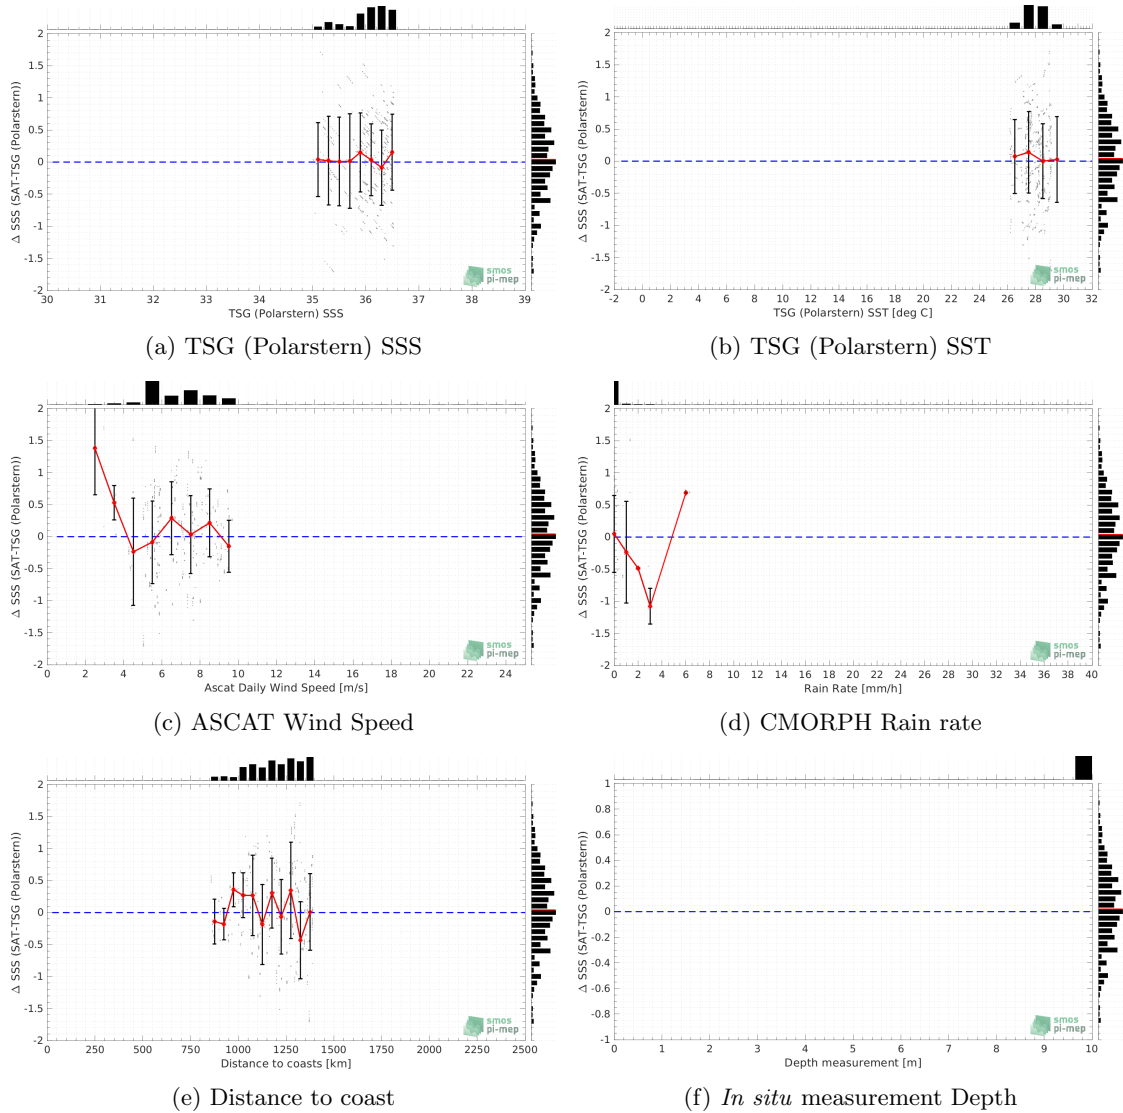 2
1.5
1
0.5
0
-0.5
-1
-1.5
-2
Δ SSS (SAT-TSG (Polarstern))
smos
pi-mep
30 31 32 33 34 35 36 37 38 39
TSG (Polarstern) SSS
(a) TSG (Polarstern) SSS
2
1.5
1
0.5
0
-0.5
-1
-1.5
-2
Δ SSS (SAT-TSG (Polarstern))
smos
pi-mep
-2 0 2 4 6 8 10 12 14 16 18 20 22 24 26 28 30 32
TSG (Polarstern) SST [deg C]
(b) TSG (Polarstern) SST
2
1.5
1
0.5
0
-0.5
-1
-1.5
-2
Δ SSS (SAT-TSG (Polarstern))
smos
pi-mep
0 2 4 6 8 10 12 14 16 18 20 22 24
Ascat Daily Wind Speed [m/s]
(c) ASCAT Wind Speed
2
1.5
1
0.5
0
-0.5
-1
-1.5
-2
Δ SSS (SAT-TSG (Polarstern))
smos
pi-mep
0 2 4 6 8 10 12 14 16 18 20 22 24 26 28 30 32 34 36 38 40
Rain Rate [mm/h]
(d) CMORPH Rain rate
2
1.5
1
0.5
0
-0.5
-1
-1.5
-2
Δ SSS (SAT-TSG (Polarstern))
smos
pi-mep
0 250 500 750 1000 1250 1500 1750 2000 2250 2500
Distance to coasts [km]
(e) Distance to coast
1
0.8
0.6
0.4
0.2
0
-0.2
-0.4
-0.6
-0.8
-1
Δ SSS (SAT-TSG (Polarstern))
smos
pi-mep
0 1 2 3 4 5 6 7 8 9 10
Depth measurement [m]
(f) In situ measurement Depth